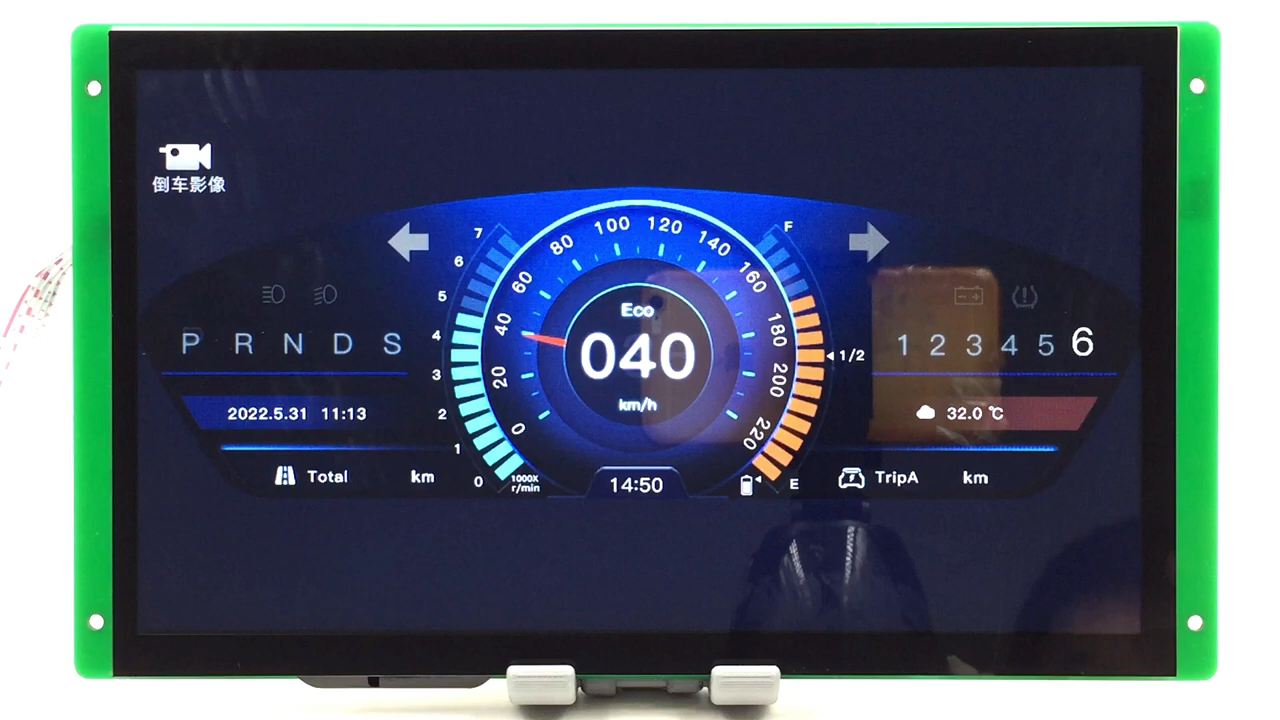 倒车影像
7
6
5
4
3
2
1
0
1000X
r/min
0
20
40
60
80
100
120
140
160
180
200
220
Eco
040
km/h
14:50
F
1/2
E
P R N D S
1 2 3 4 5 6
2022.5.31 11:13
32.0 ℃
Total km
TripA km